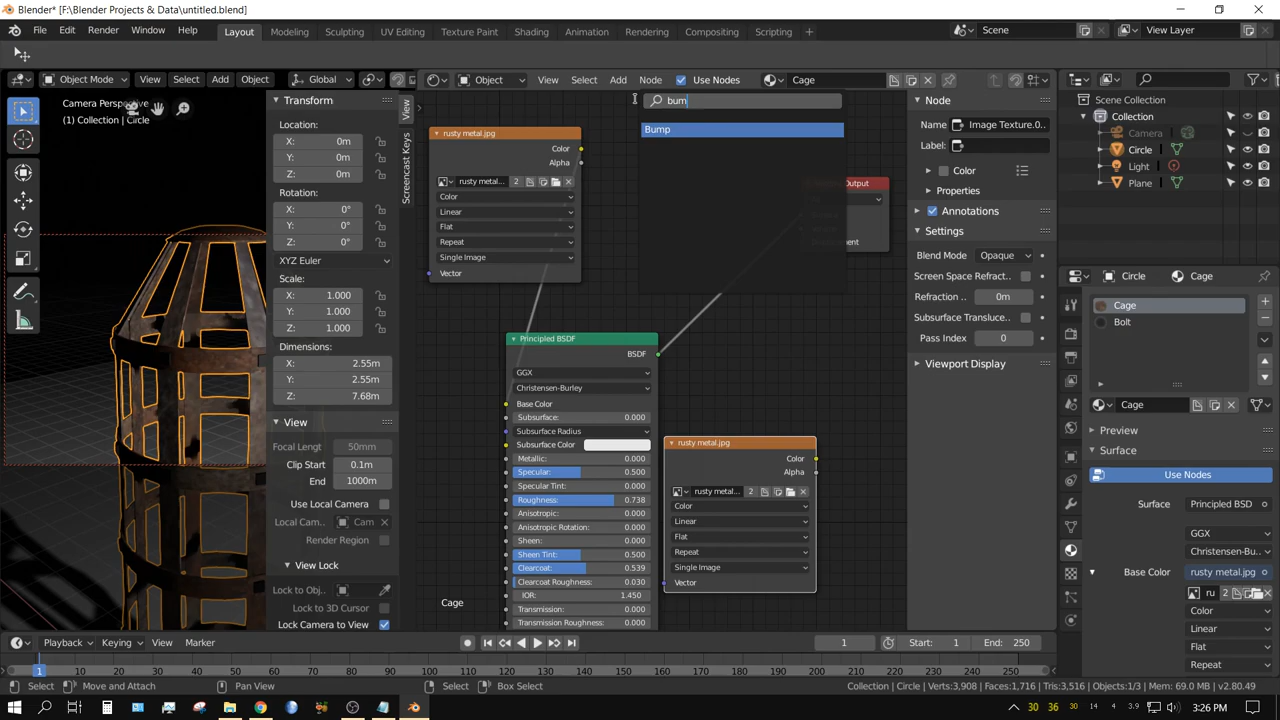 Blender* [F:\Blender Projects & Data\untitled.blend]
File Edit Render Window Help Layout Modeling Sculpting UV Editing Texture Paint Shading Animation Rendering Compositing Scripting + Scene View Layer
Object Mode View Select Add Object Global Object View Select Add Node Use Nodes Cage
Camera Perspective
(1) Collection | Circle
Transform
Location:
X: 0m
Y: 0m
Z: 0m
Rotation:
X: 0°
Y: 0°
Z: 0°
XYZ Euler
Scale:
X: 1.000
Y: 1.000
Z: 1.000
Dimensions:
X: 2.55m
Y: 2.55m
Z: 7.68m
View
Focal Length 50mm
Clip Start 0.1m
End 1000m
Use Local Camera
Local Cam... Cam
Render Region
View Lock
Lock to Obj...
Lock to 3D Cursor
Lock Camera to View
View
Screencast Keys
rusty metal.jpg
Color
Alpha
rusty metal... 2
Color
Linear
Flat
Repeat
Single Image
Vector
bum
Bump
Output
Principled BSDF
BSDF
GGX
Christensen-Burley
Base Color
Subsurface: 0.000
Subsurface Radius
Subsurface Color
Metallic: 0.000
Specular: 0.500
Specular Tint: 0.000
Roughness: 0.738
Anisotropic: 0.000
Anisotropic Rotation: 0.000
Sheen: 0.000
Sheen Tint: 0.500
Clearcoat: 0.539
Clearcoat Roughness: 0.030
IOR: 1.450
Transmission: 0.000
Transmission Roughness: 0.000
rusty metal.jpg
Color
Alpha
rusty metal... 2
Color
Linear
Flat
Repeat
Single Image
Vector
Cage
Node
Name Image Texture.0...
Label:
Color
Properties
Annotations
Settings
Blend Mode Opaque
Screen Space Refract...
Refraction .. 0m
Subsurface Transluce...
Pass Index 0
Viewport Display
Scene Collection
Collection
Camera
Circle
Light
Plane
Circle Cage
Cage
Bolt
Cage
Preview
Surface
Use Nodes
Surface Principled BSD
GGX
Christensen-Bu...
Base Color rusty metal.jpg
ru 2
Color
Linear
Flat
Repeat
Playback Keying View Marker 1 Start: 1 End: 250
1 10 20 30 40 50 60 70 80 90 100 110 120 130 140 150 160 170 180 190 200 210 220 230 240 250
Select Move and Attach Pan View Select Box Select Collection | Circle | Verts:3,908 | Faces:1,716 | Tris:3,516 | Objects:1/3 | Mem: 69.0 MB | v2.80.49
30 36 30 14 4 3 3:26 PM